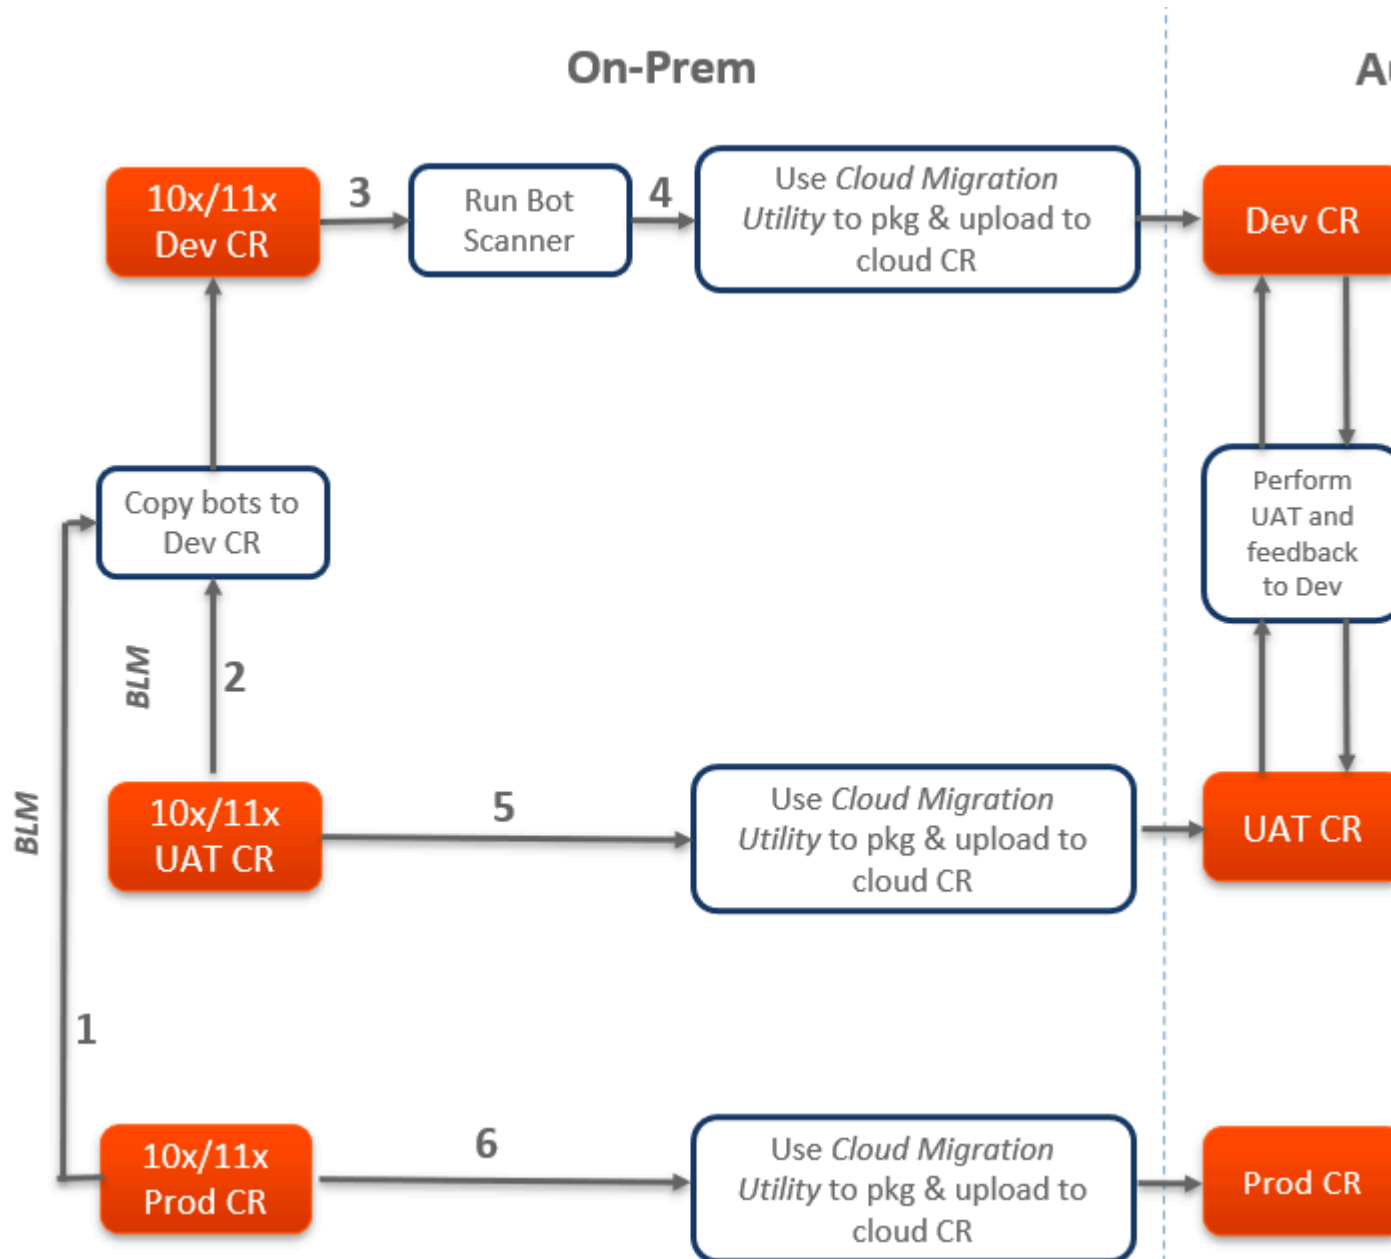 On-Prem
10x/11x
Dev CR
3
Run Bot
Scanner
4
Use Cloud Migration
Utility to pkg & upload to
cloud CR
Dev CR
Copy bots to
Dev CR
Perform
UAT and
feedback
to Dev
BLM
2
BLM
10x/11x
UAT CR
5
Use Cloud Migration
Utility to pkg & upload to
cloud CR
UAT CR
1
10x/11x
Prod CR
6
Use Cloud Migration
Utility to pkg & upload to
cloud CR
Prod CR